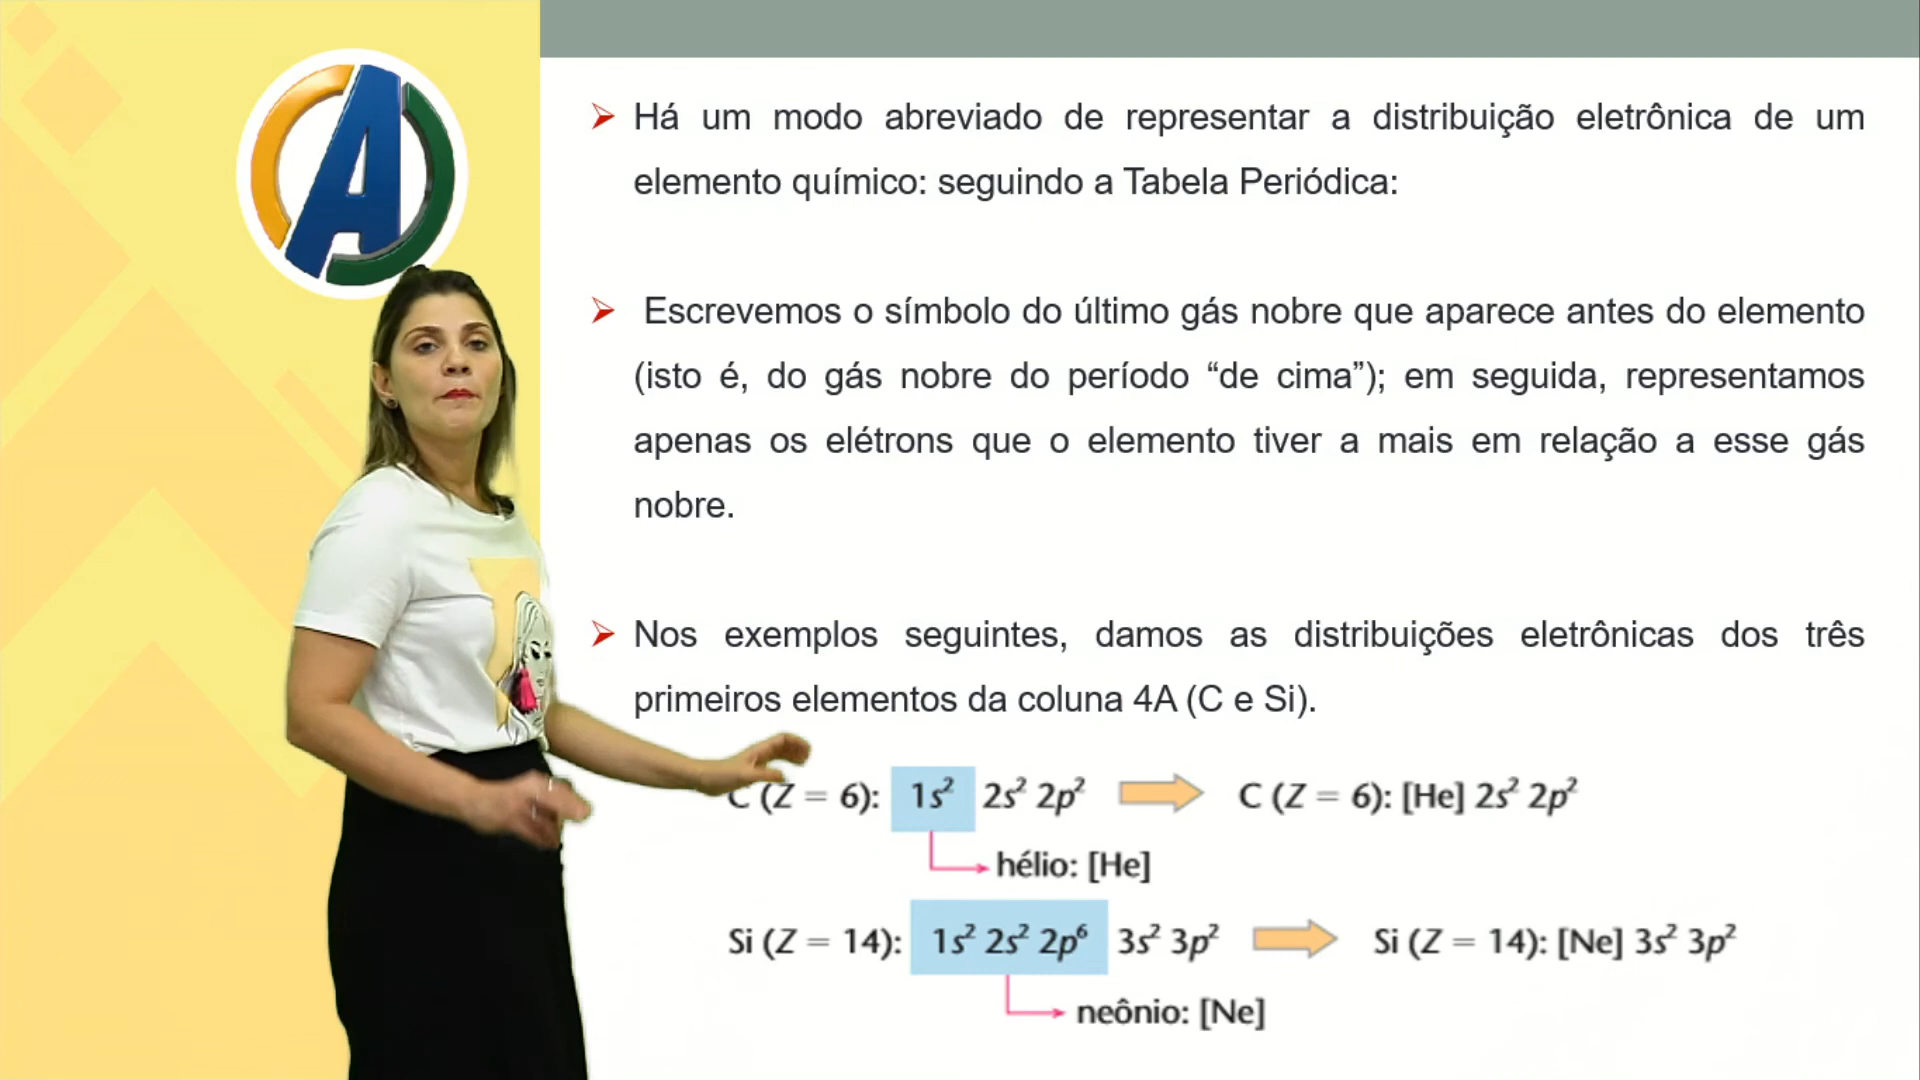 Há um modo abreviado de representar a distribuição eletrônica de um
elemento químico: seguindo a Tabela Periódica:
Escrevemos o símbolo do último gás nobre que aparece antes do elemento
(isto é, do gás nobre do período “de cima”); em seguida, representamos
apenas os elétrons que o elemento tiver a mais em relação a esse gás
nobre.
Nos exemplos seguintes, damos as distribuições eletrônicas dos três
primeiros elementos da coluna 4A (C e Si).
C (Z = 6): 1s² 2s² 2p² C (Z = 6): [He] 2s² 2p²
hélio: [He]
Si (Z = 14): 1s² 2s² 2p⁶ 3s² 3p² Si (Z = 14): [Ne] 3s² 3p²
neônio: [Ne]